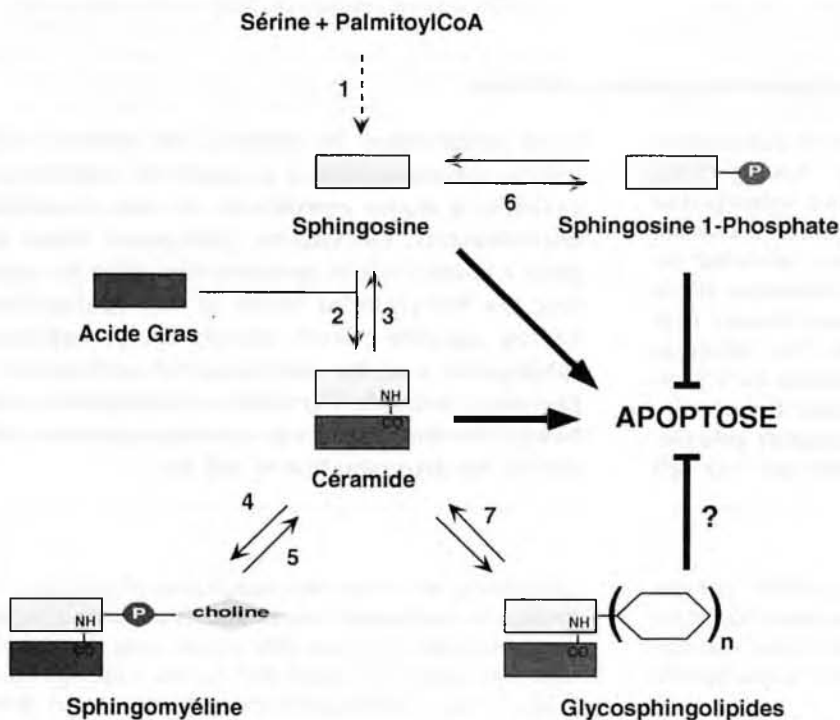 Sérine + PalmitoylCoA
1
P
6
Sphingosine
Sphingosine 1-Phosphate
Acide Gras
2
3
NH
CO
APOPTOSE
Céramide
4
5
7
?
NH
P
choline
CO
NH
( )n
CO
Sphingomyéline
Glycosphingolipides